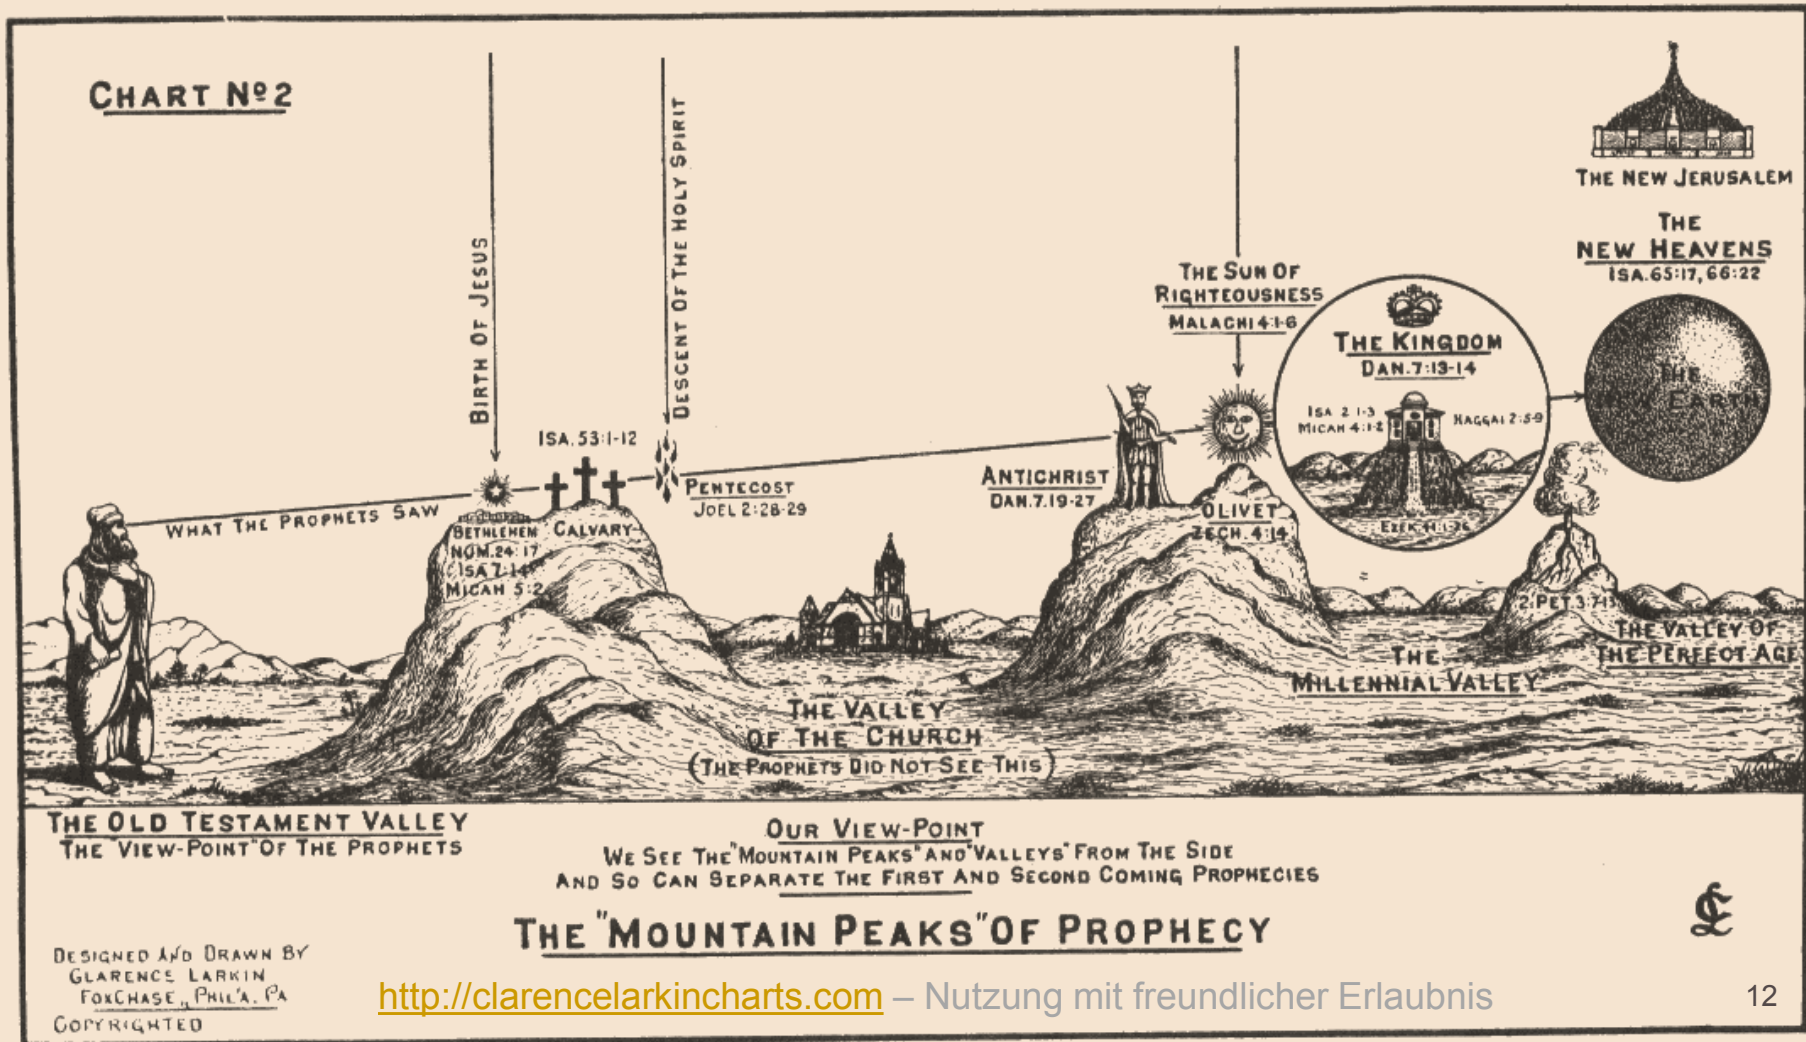 CHART Nº 2
BIRTH OF JESUS
DESCENT OF THE HOLY SPIRIT
THE NEW JERUSALEM
THE
NEW HEAVENS
ISA.65:17, 66:22
THE SUN OF
RIGHTEOUSNESS
MALACHI 4:1-6
THE KINGDOM
DAN.7:13-14
ISA 2 1-3
MICAH 4:1-2
HAGGAI 2:5-9
THE
EARTH
ISA. 53:1-12
WHAT THE PROPHETS SAW
BETHLEHEM
NUM.24:17
ISA 7:14
MICAH 5:2
CALVARY
PENTECOST
JOEL 2:28-29
ANTICHRIST
DAN.7.19-27
OLIVET
ZECH. 4:14
2.PET.3 7-13
THE VALLEY OF
THE PERFECT AGE
THE
MILLENNIAL VALLEY
THE VALLEY
OF THE CHURCH
(THE PROPHETS DID NOT SEE THIS)
THE OLD TESTAMENT VALLEY
THE "VIEW-POINT" OF THE PROPHETS
OUR VIEW-POINT
WE SEE THE "MOUNTAIN PEAKS" AND "VALLEYS" FROM THE SIDE
AND SO CAN SEPARATE THE FIRST AND SECOND COMING PROPHECIES
THE "MOUNTAIN PEAKS" OF PROPHECY
DESIGNED AND DRAWN BY
CLARENCE LARKIN
FOXCHASE, PHIL'A. PA
COPYRIGHTED
http://clarencelarkincharts.com – Nutzung mit freundlicher Erlaubnis
12